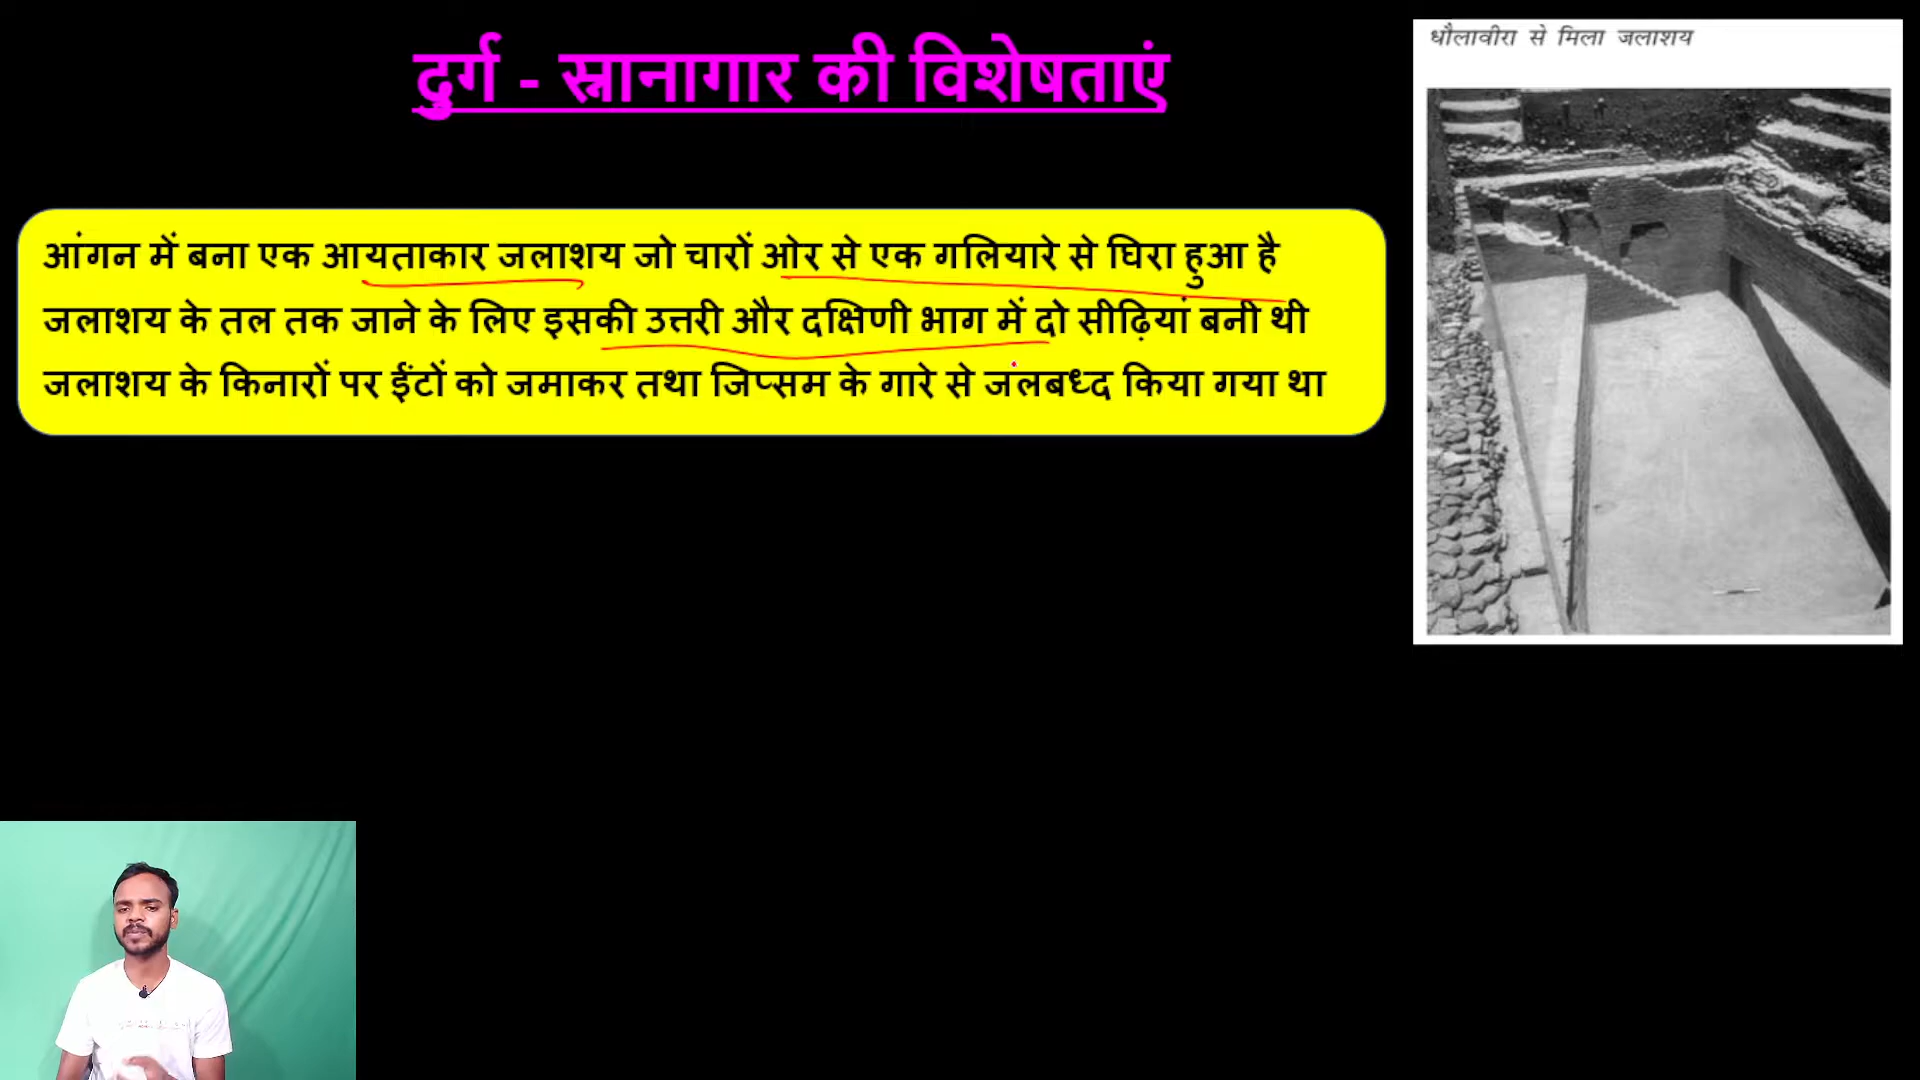 दुर्ग - स्नानागार की विशेषताएं
धौलावीरा से मिला जलाशय
आंगन में बना एक आयताकार जलाशय जो चारों ओर से एक गलियारे से घिरा हुआ है
जलाशय के तल तक जाने के लिए इसकी उत्तरी और दक्षिणी भाग में दो सीढ़ियां बनी थी
जलाशय के किनारों पर ईंटों को जमाकर तथा जिप्सम के गारे से जलबध्द किया गया था